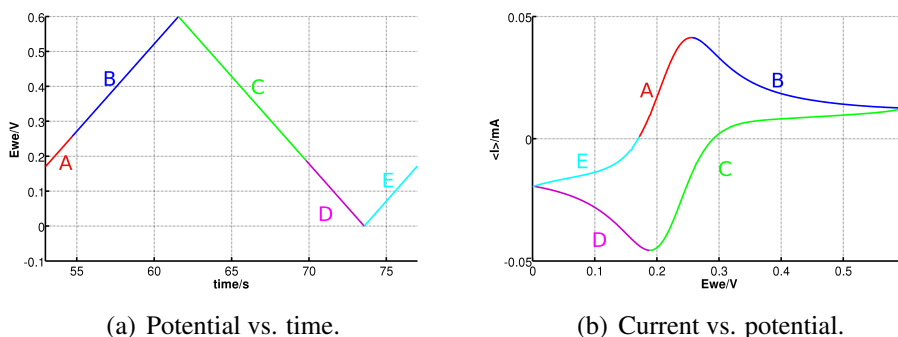 0.6
0.5
0.4
0.3
0.2
0.1
0
-0.1
Ewe/V
A
B
C
D
E
55 60 65 70 75
time/s
(a) Potential vs. time.
0.05
0
-0.05
<I>/mA
A
B
C
D
E
0 0.1 0.2 0.3 0.4 0.5
Ewe/V
(b) Current vs. potential.